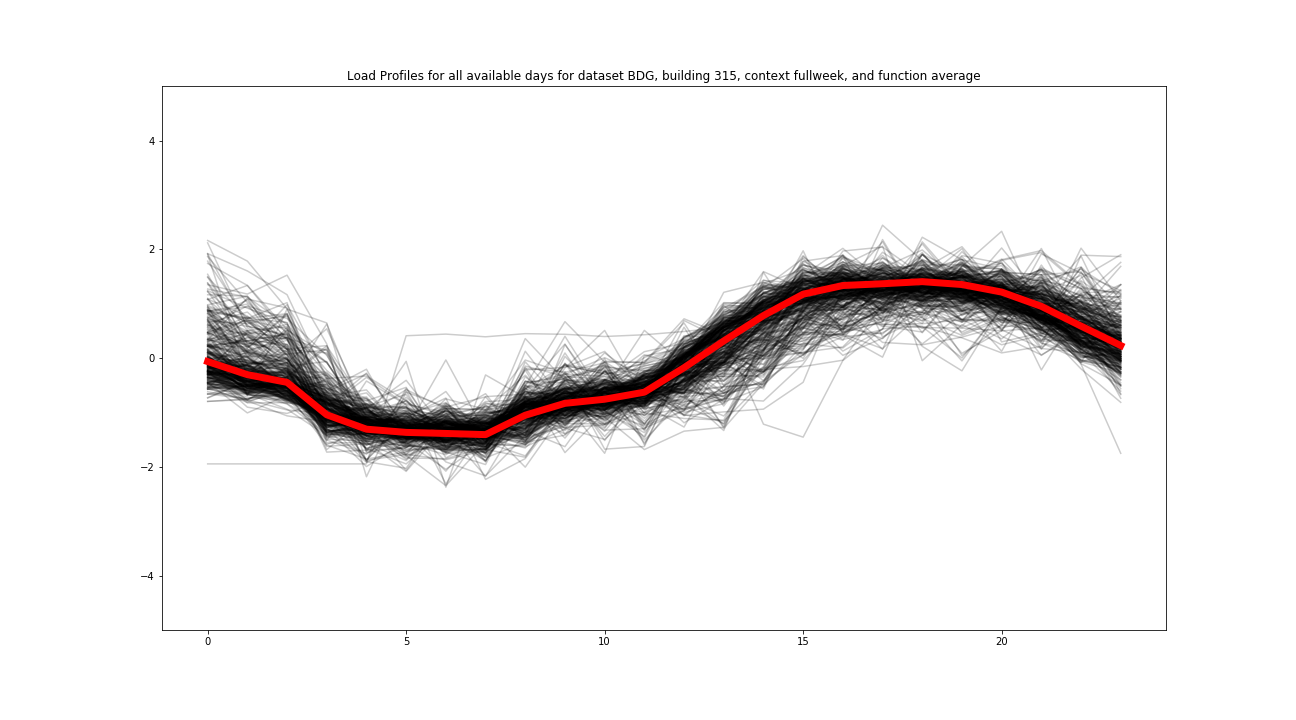 Load Profiles for all available days for dataset BDG, building 315, context fullweek, and function average
4
2
0
−2
−4
0 5 10 15 20